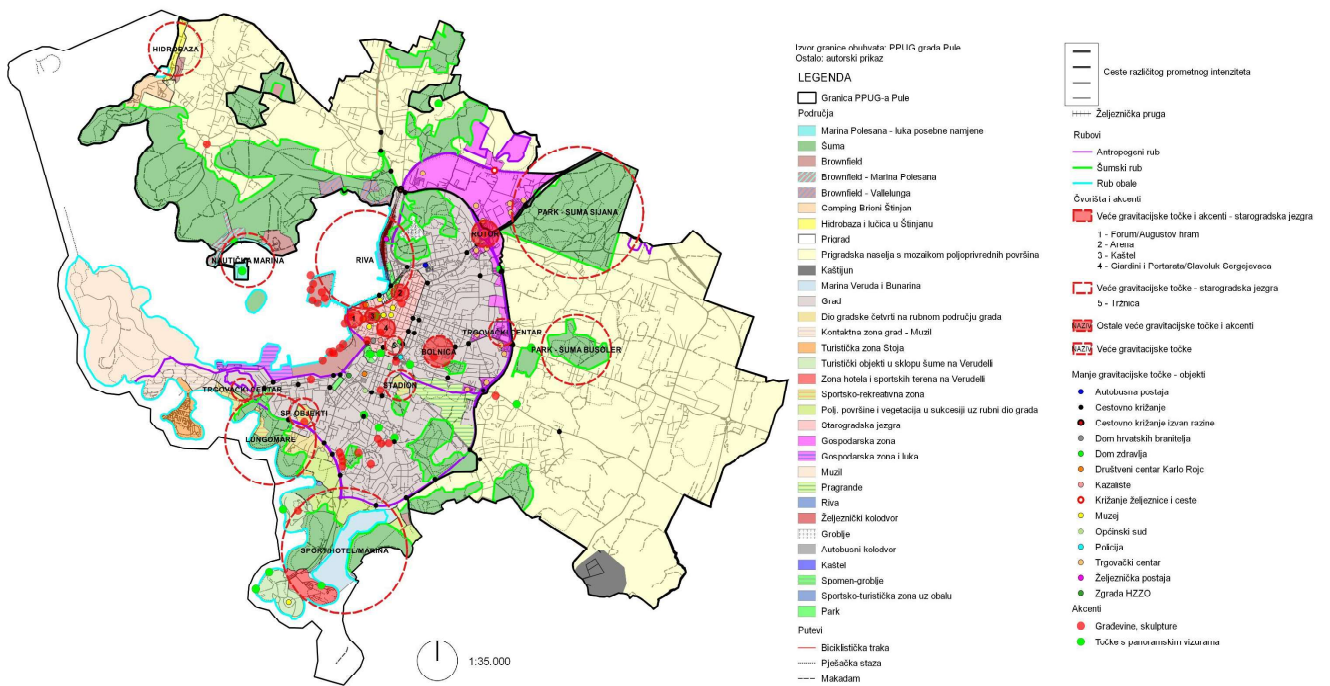 HIDROBAZA
PARK - ŠUMA ŠIJANA
ROTOR
RIVA
NAUTIČKA MARINA
2
1
3
4
5
TRGOVAČKI CENTAR
BOLNICA
PARK - ŠUMA BUSOLER
STADION
TRGOVAČKI CENTAR
SP. OBJEKTI
LUNGOMARE
SPORT/HOTEL/MARINA
1:35.000
Izvor granice obuhvata: PPUG grada Pule
Ostalo: autorski prikaz
LEGENDA
Granica PPUG-a Pule
Područja
Marina Polesana - luka posebne namjene
Šuma
Brownfield
Brownfield - Marina Polesana
Brownfield - Vallelunga
Camping Brioni Štinjan
Hidrobaza i lučica u Štinjanu
Prigrad
Prigradska naselja s mozaikom poljoprivrednih površina
Kaštijun
Marina Veruda i Bunarina
Grad
Dio gradske četvrti na rubnom području grada
Kontaktna zona grad - Muzil
Turistička zona Stoja
Turistički objekti u sklopu šume na Verudelli
Zona hotela i sportskih terena na Verudelli
Sportsko-rekreativna zona
Polj. površine i vegetacija u sukcesiji uz rubni dio grada
Starogradska jezgra
Gospodarska zona
Gospodarska zona i luka
Muzil
Pragrande
Riva
Željeznički kolodvor
Groblje
Autobusni kolodvor
Kaštel
Spomen-groblje
Sportsko-turistička zona uz obalu
Park
Putevi
Biciklistička traka
Pješačka staza
Makadam
Ceste različitog prometnog intenziteta
Željeznička pruga
Rubovi
Antropogeni rub
Šumski rub
Rub obale
Čvorišta i akcenti
Veće gravitacijske točke i akcenti - starogradska jezgra
1 - Forum/Augustov hram
2 - Arena
3 - Kaštel
4 - Giardini i Portarata/Slavoluk Sergijevaca
Veće gravitacijske točke - starogradska jezgra
5 - Tržnica
NAZIV Ostale veće gravitacijske točke i akcenti
NAZIV Veće gravitacijske točke
Manje gravitacijske točke - objekti
Autobusna postaja
Cestovno križanje
Cestovno križanje izvan razine
Dom hrvatskih branitelja
Dom zdravlja
Društveni centar Karlo Rojc
Kazalište
Križanje željeznice i ceste
Muzej
Općinski sud
Policija
Trgovački centar
Željeznička postaja
Zgrada HZZO
Akcenti
Građevine, skulpture
Točke s panoramskim vizurama